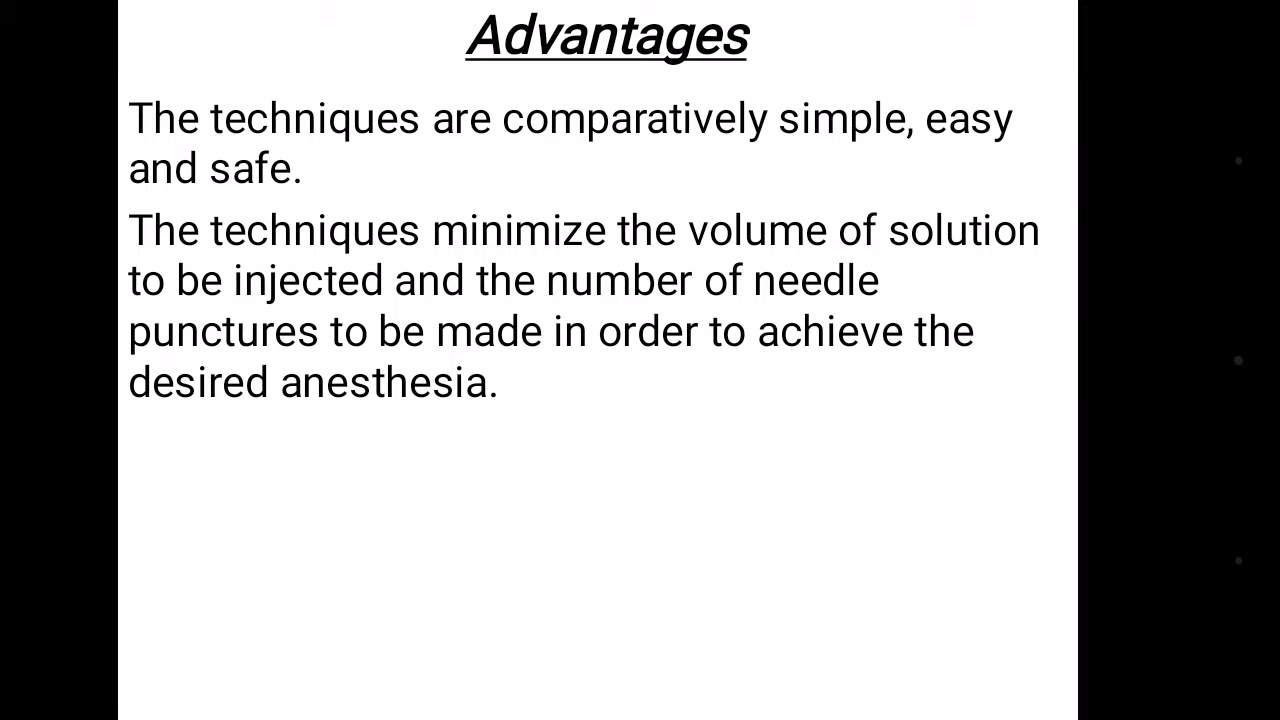 Advantages
The techniques are comparatively simple, easy
and safe.
The techniques minimize the volume of solution
to be injected and the number of needle
punctures to be made in order to achieve the
desired anesthesia.